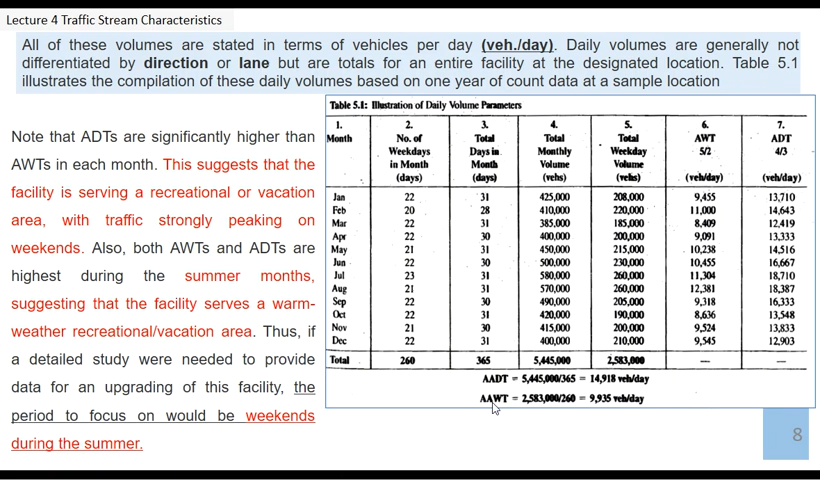 Lecture 4 Traffic Stream Characteristics
All of these volumes are stated in terms of vehicles per day (veh./day). Daily volumes are generally not
differentiated by direction or lane but are totals for an entire facility at the designated location. Table 5.1
illustrates the compilation of these daily volumes based on one year of count data at a sample location
Note that ADTs are significantly higher than
AWTs in each month. This suggests that the
facility is serving a recreational or vacation
area, with traffic strongly peaking on
weekends. Also, both AWTs and ADTs are
highest during the summer months,
suggesting that the facility serves a warm-
weather recreational/vacation area. Thus, if
a detailed study were needed to provide
data for an upgrading of this facility, the
period to focus on would be weekends
during the summer.
Table 5.1: Illustration of Daily Volume Parameters
1. 2. 3. 4. 5. 6. 7.
Month No. of Total Total Total AWT ADT
Weekdays Days in Monthly Weekday 5/2 4/3
in Month Month Volume Volume
(days) (days) (vehs) (vehs) (veh/day) (veh/day)
Jan 22 31 425,000 208,000 9,455 13,710
Feb 20 28 410,000 220,000 11,000 14,643
Mar 22 31 385,000 185,000 8,409 12,419
Apr 22 30 400,000 200,000 9,091 13,333
May 21 31 450,000 215,000 10,238 14,516
Jun 22 30 500,000 230,000 10,455 16,667
Jul 23 31 580,000 260,000 11,304 18,710
Aug 21 31 570,000 260,000 12,381 18,387
Sep 22 30 490,000 205,000 9,318 16,333
Oct 22 31 420,000 190,000 8,636 13,548
Nov 21 30 415,000 200,000 9,524 13,833
Dec 22 31 400,000 210,000 9,545 12,903
Total 260 365 5,445,000 2,583,000 — —
AADT = 5,445,000/365 = 14,918 veh/day
AAWT = 2,583,000/260 = 9,935 veh/day
8